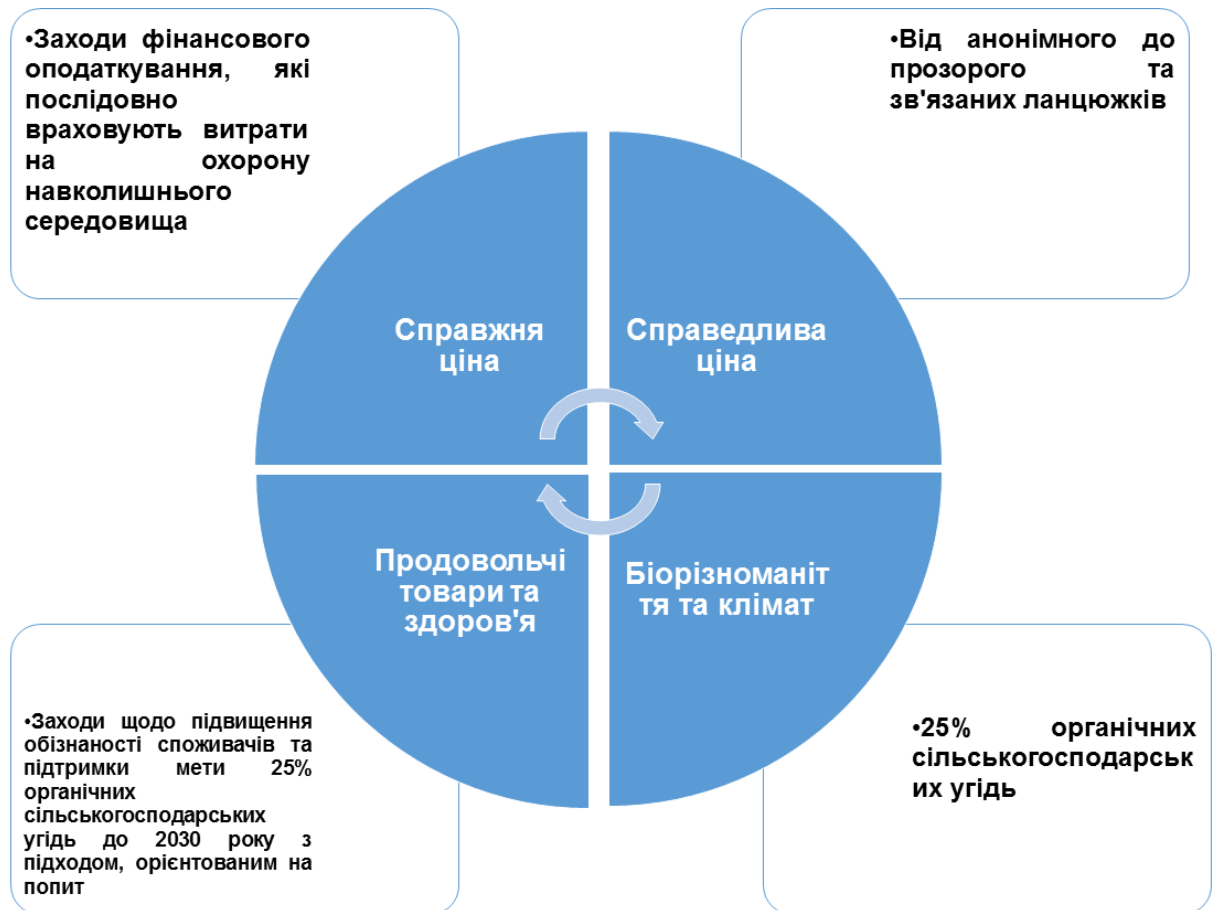 •Заходи фінансового
оподаткування, які
послідовно
враховують витрати
на охорону
навколишнього
середовища
•Від анонімного до
прозорого та
зв'язаних ланцюжків
Справжня
ціна
Справедлива
ціна
Продовольчі
товари та
здоров'я
Біорізноманіт
тя та клімат
•Заходи щодо підвищення
обізнаності споживачів та
підтримки мети 25%
органічних
сільськогосподарських
угідь до 2030 року з
підходом, орієнтованим на
попит
•25% органічних
сільськогосподарськ
их угідь